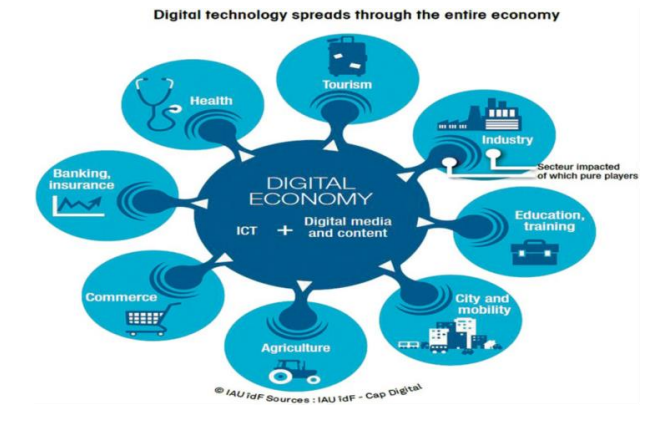 Digital technology spreads through the entire economy
Tourism
Health
Industry
Secteur impacted
of which pure players
Banking,
insurance
DIGITAL
ECONOMY
ICT + Digital media
and content
Education,
training
Commerce
City and
mobility
Agriculture
© IAU îdF Sources : IAU îdF - Cap Digital